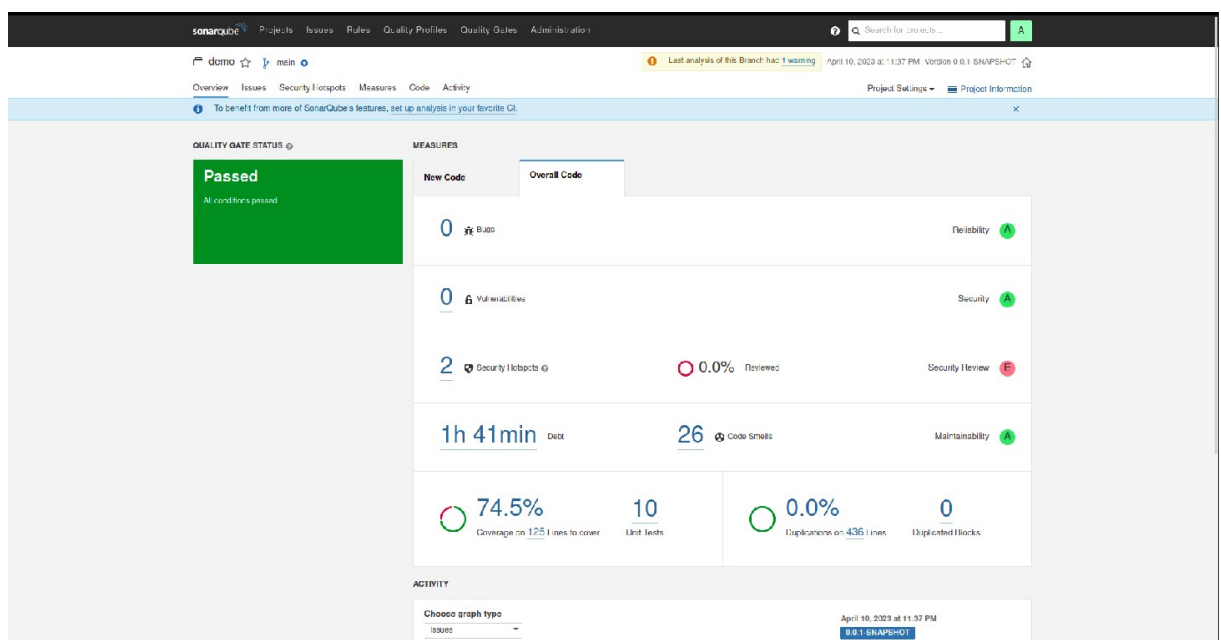 sonarqube Projects Issues Rules Quality Profiles Quality Gates Administration Search for projects... A
demo main Last analysis of this Branch had 1 warning April 10, 2023 at 11:37 PM Version 0.0.1-SNAPSHOT
Overview Issues Security Hotspots Measures Code Activity Project Settings Project Information
To benefit from more of SonarQube's features, set up analysis in your favorite CI.
QUALITY GATE STATUS
MEASURES
Passed
All conditions passed
New Code
Overall Code
0 Bugs Reliability A
0 Vulnerabilities Security A
2 Security Hotspots 0.0% Reviewed Security Review E
1h 41min Debt 26 Code Smells Maintainability A
74.5% 10 0.0% 0
Coverage on 125 Lines to cover Unit Tests Duplications on 436 Lines Duplicated Blocks
ACTIVITY
Choose graph type
Issues
April 10, 2023 at 11:37 PM
0.0.1-SNAPSHOT